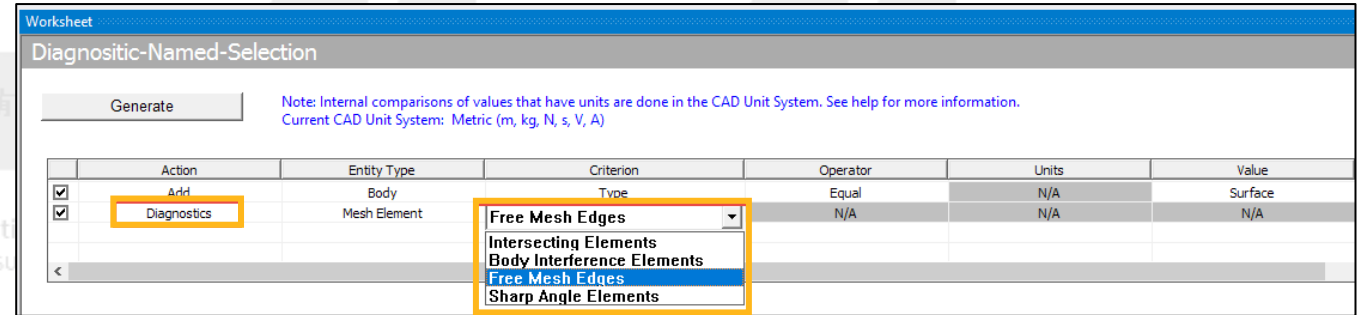 Worksheet
Diagnositic-Named-Selection
Generate
Note: Internal comparisons of values that have units are done in the CAD Unit System. See help for more information.
Current CAD Unit System: Metric (m, kg, N, s, V, A)
Action Entity Type Criterion Operator Units Value
Add Body Type Equal N/A Surface
Diagnostics Mesh Element Free Mesh Edges N/A N/A N/A
Intersecting Elements
Body Interference Elements
Free Mesh Edges
Sharp Angle Elements